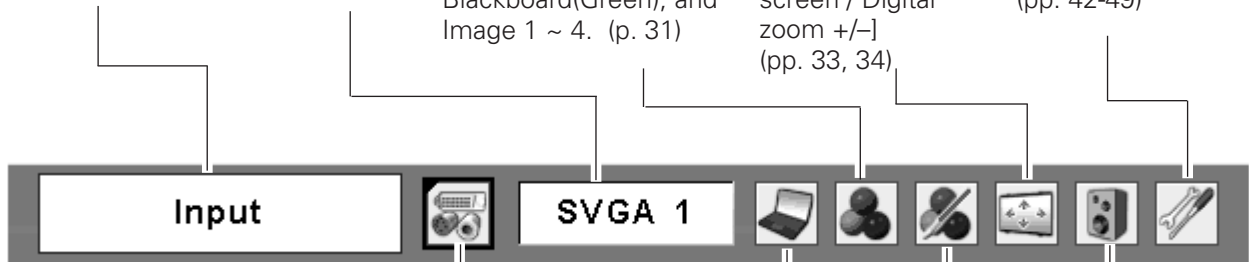 Blackboard(Green), and
Image 1 ~ 4. (p. 31)
screen / Digital
zoom +/–]
(pp. 33, 34)
(pp. 42-49)
Input
SVGA 1